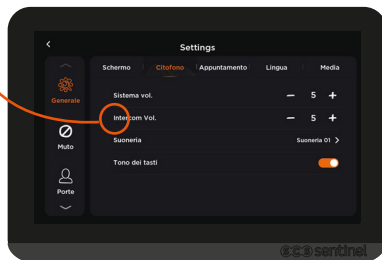 Settings
Schermo Citofono Appuntamento Lingua Media
Generale
Sistema vol. 5
Intercom Vol. 5
Muto
Suoneria Suoneria 01
Tono dei tasti
Porte
sentinel